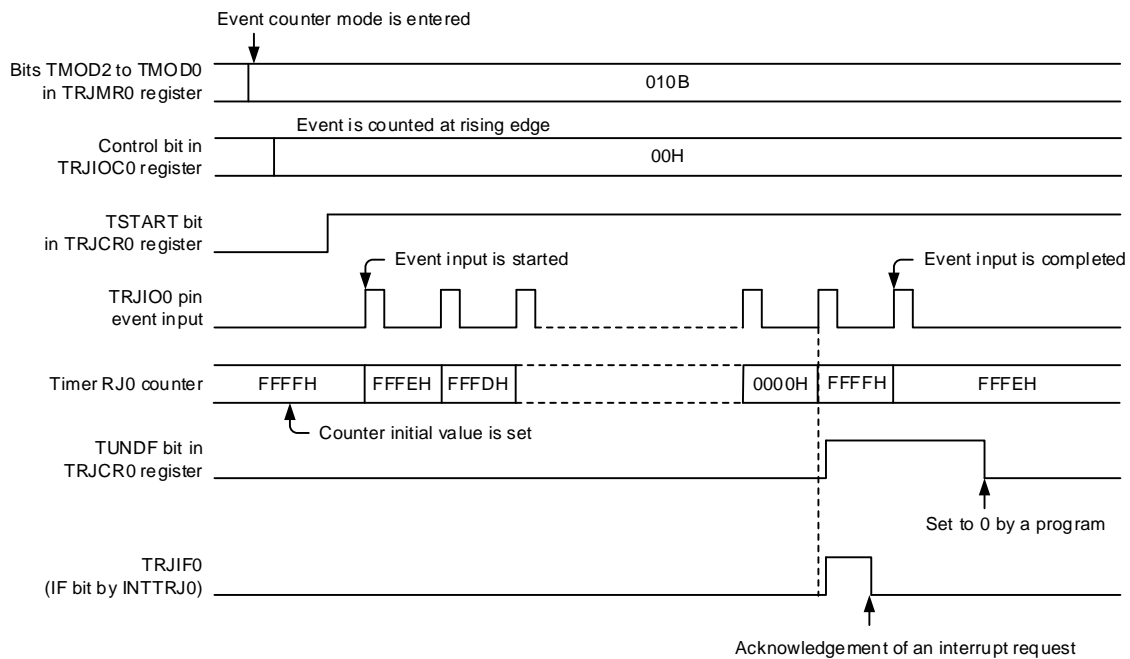 Event counter mode is entered
Bits TMOD2 to TMOD0
in TRJMR0 register
010B
Event is counted at rising edge
Control bit in
TRJIOC0 register
00H
TSTART bit
in TRJCR0 register
Event input is started
Event input is completed
TRJIO0 pin
event input
Timer RJ0 counter
FFFFH
FFFEH
FFFDH
0000H
FFFFH
FFFEH
Counter initial value is set
TUNDF bit in
TRJCR0 register
Set to 0 by a program
TRJIF0
(IF bit by INTTRJ0)
Acknowledgement of an interrupt request